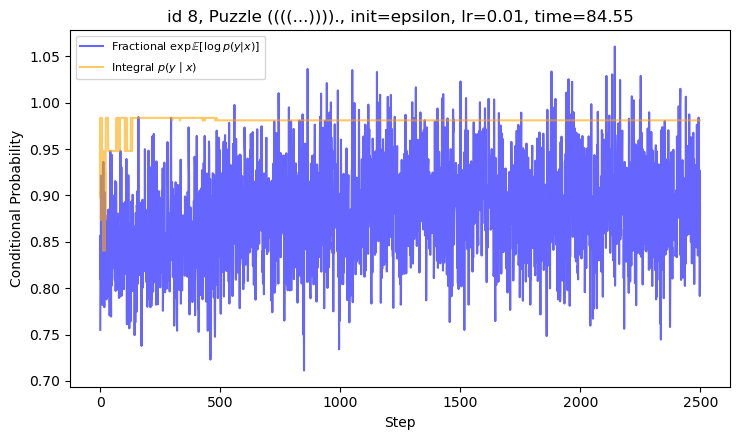 id 8, Puzzle ((((...))))., init=epsilon, lr=0.01, time=84.55
Fractional exp𝔼[log p(y|x)]
Integral p(y | x)
Conditional Probability
1.05
1.00
0.95
0.90
0.85
0.80
0.75
0.70
0
500
1000
1500
2000
2500
Step